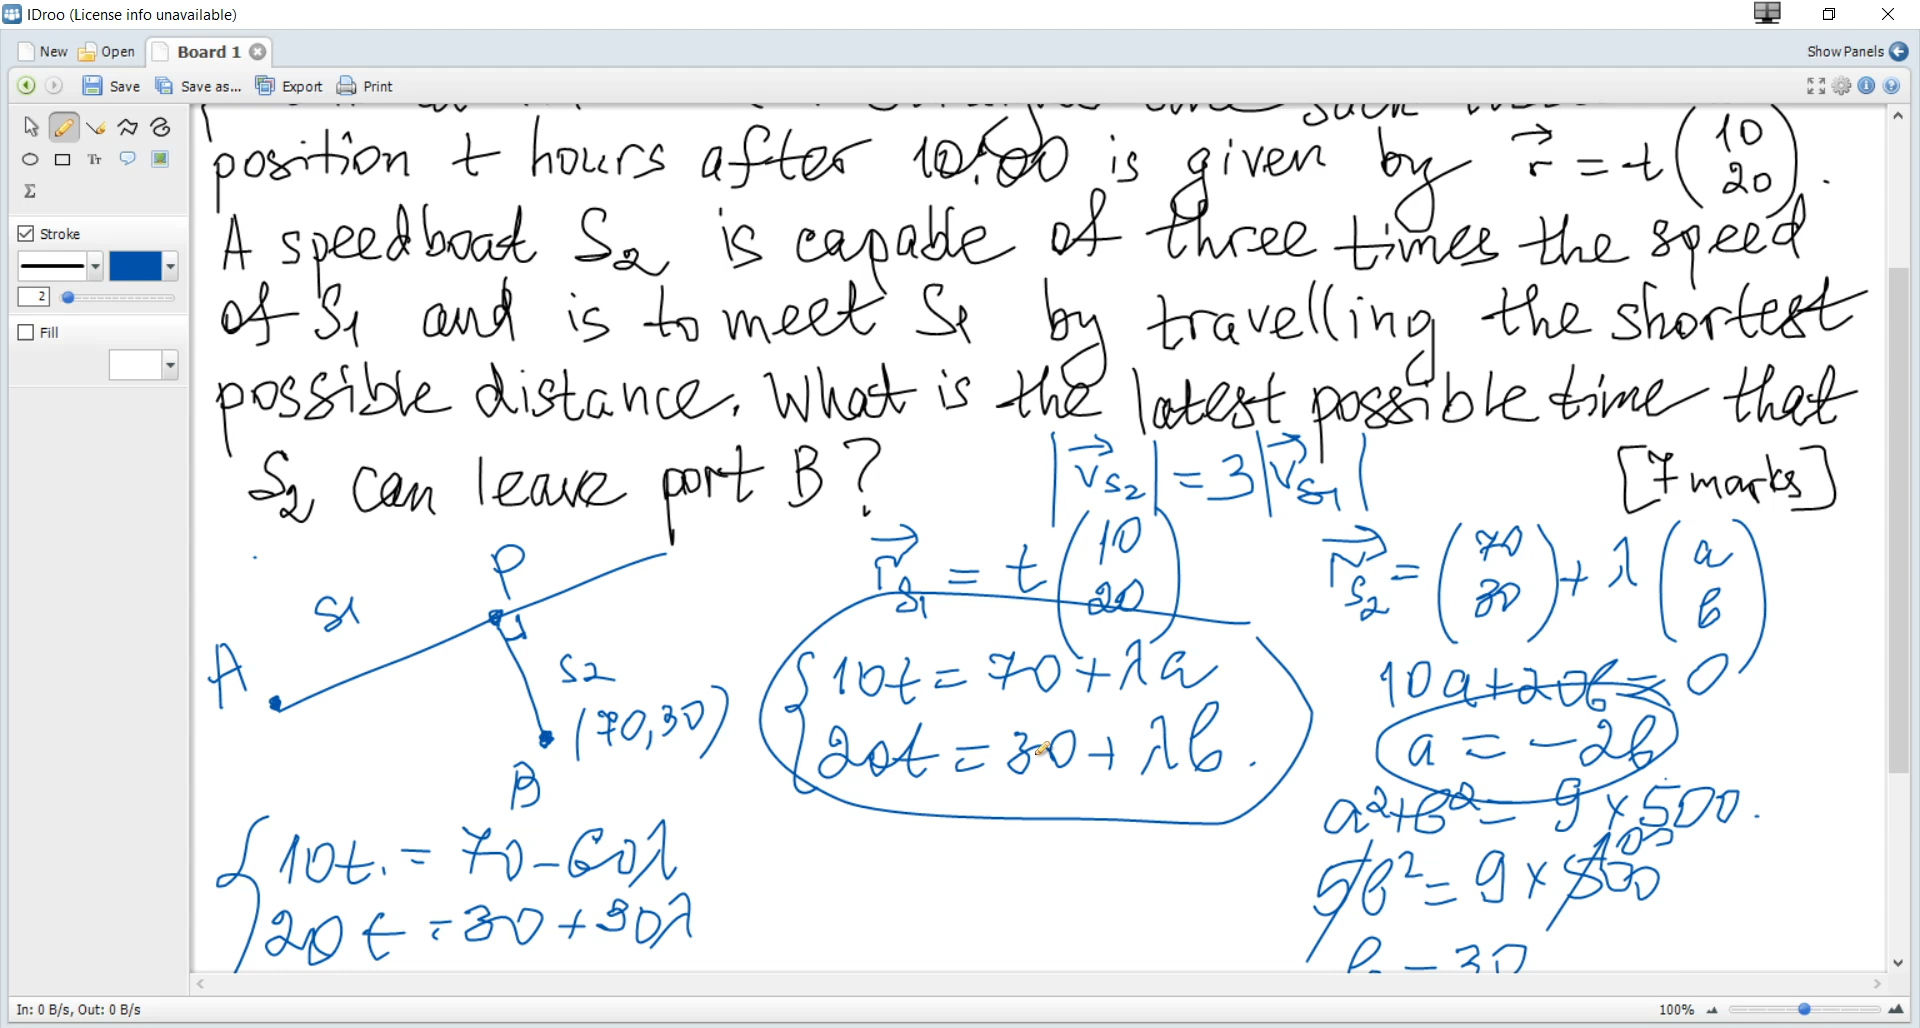 IDroo (License info unavailable)
New Open Board 1 Show Panels
Save Save as... Export Print
position t hours after 10:00 is given by r⃗ = t (10 20).
A speedboat S2 is capable of three times the speed
of S1 and is to meet S1 by travelling the shortest
possible distance. What is the latest possible time that
S2 can leave port B? |v⃗S2| = 3|v⃗S1| [7 marks]
r⃗S1 = t (10 20) r⃗S2 = (70 30) + λ (a b)
P
S1
A
S2
(70,30)
B
10t = 70 + λa
20t = 30 + λb.
10a + 20b = 0
a = -2b
a² + b² = 9 × 500.
5b² = 9 × 500
100
b = 30
10t. = 70 - 60λ
20t = 30 + 30λ
Tт
Σ
Stroke
2
Fill
In: 0 B/s, Out: 0 B/s 100%